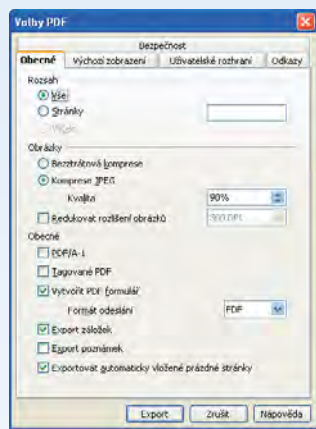 Volby PDF
Bezpečnost
Obecné Výchozí zobrazení Uživatelské rozhraní Odkazy
Rozsah
Vše
Stránky
Výběr
Obrázky
Bezztrátová komprese
Komprese JPEG
Kvalita 90%
Redukovat rozlišení obrázků 300 DPI
Obecné
PDF/A-1
Tagované PDF
Vytvořit PDF formulář
Formát odeslání FDF
Export záložek
Export poznámek
Exportovat automaticky vložené prázdné stránky
Export Zrušit Nápověda